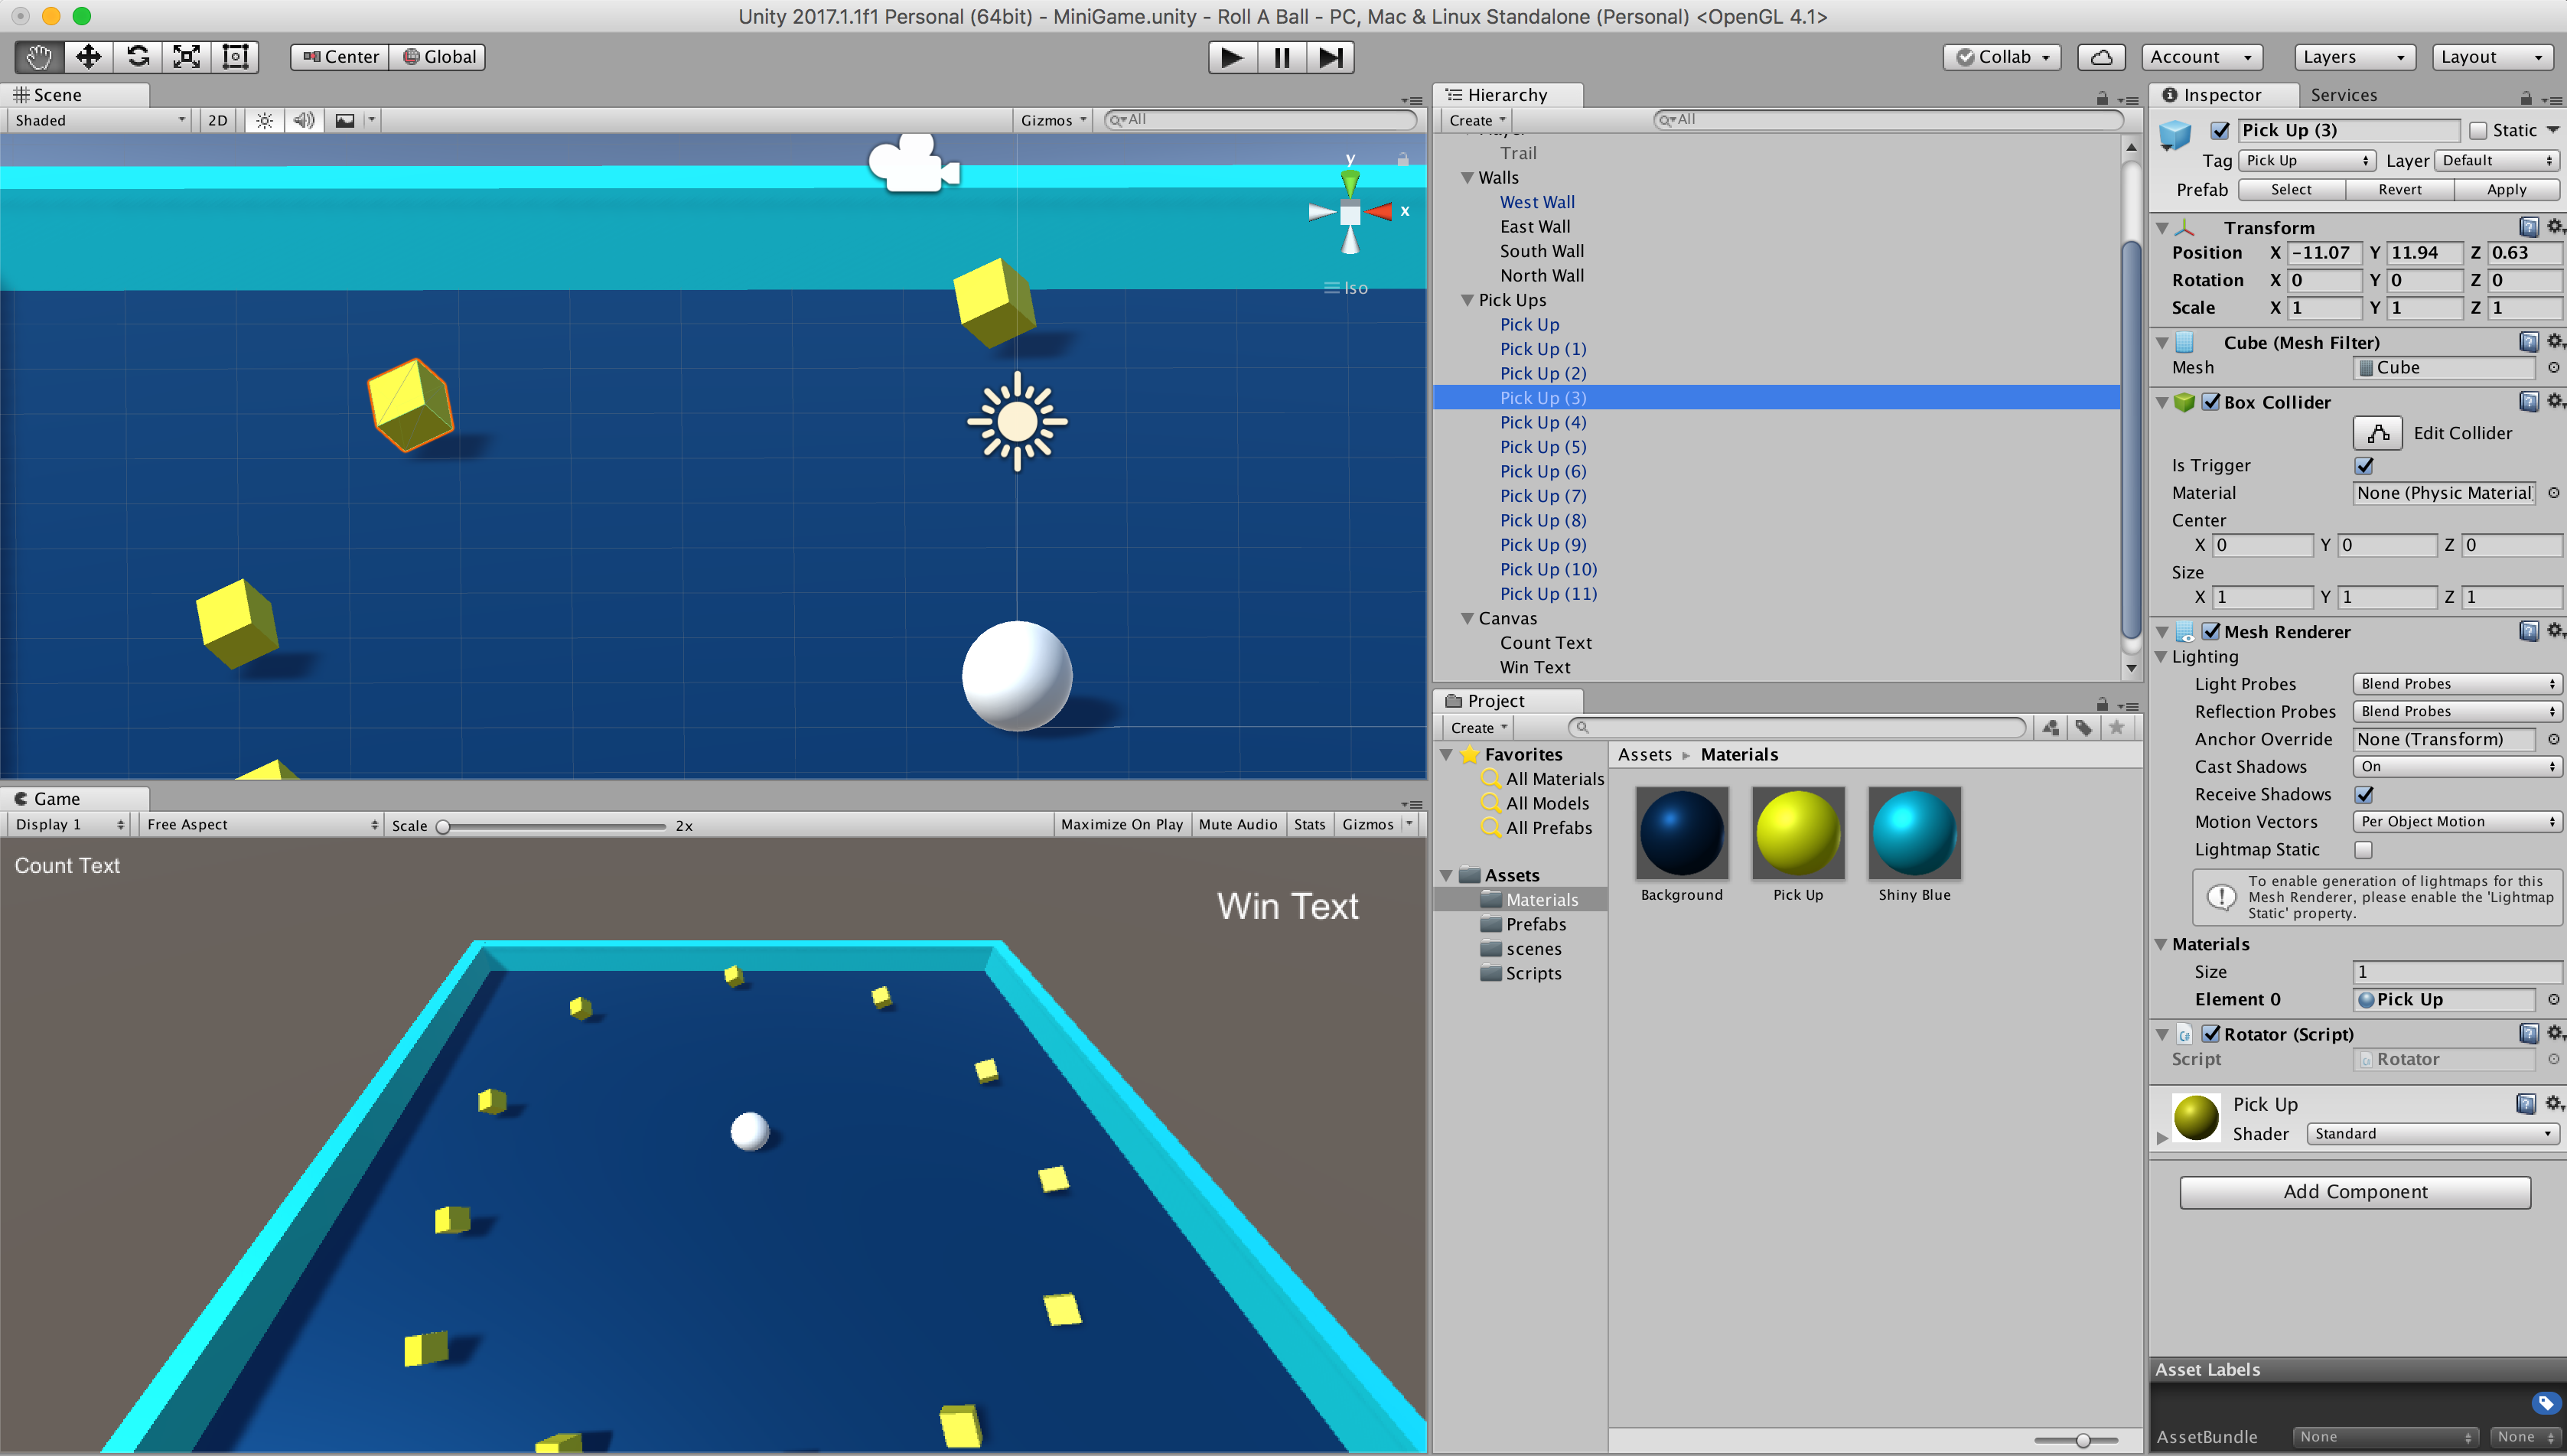 Unity 2017.1.1f1 Personal (64bit) - MiniGame.unity - Roll A Ball - PC, Mac & Linux Standalone (Personal) <OpenGL 4.1>
Center Global Collab Account Layers Layout
Scene
Shaded 2D Gizmos All
y
x
Iso
Game
Display 1 Free Aspect Scale 2x Maximize On Play Mute Audio Stats Gizmos
Count Text
Win Text
Hierarchy
Create All
Player
Trail
Walls
West Wall
East Wall
South Wall
North Wall
Pick Ups
Pick Up
Pick Up (1)
Pick Up (2)
Pick Up (3)
Pick Up (4)
Pick Up (5)
Pick Up (6)
Pick Up (7)
Pick Up (8)
Pick Up (9)
Pick Up (10)
Pick Up (11)
Canvas
Count Text
Win Text
Project
Create
Favorites
All Materials
All Models
All Prefabs
Assets
Materials
Prefabs
scenes
Scripts
Assets Materials
Background Pick Up Shiny Blue
Inspector Services
Pick Up (3) Static
Tag Pick Up Layer Default
Prefab Select Revert Apply
Transform
Position X -11.07 Y 11.94 Z 0.63
Rotation X 0 Y 0 Z 0
Scale X 1 Y 1 Z 1
Cube (Mesh Filter)
Mesh Cube
Box Collider
Edit Collider
Is Trigger
Material None (Physic Material)
Center
X 0 Y 0 Z 0
Size
X 1 Y 1 Z 1
Mesh Renderer
Lighting
Light Probes Blend Probes
Reflection Probes Blend Probes
Anchor Override None (Transform)
Cast Shadows On
Receive Shadows
Motion Vectors Per Object Motion
Lightmap Static
To enable generation of lightmaps for this
Mesh Renderer, please enable the 'Lightmap
Static' property.
Materials
Size 1
Element 0 Pick Up
Rotator (Script)
C#
Script Rotator
Pick Up
Shader Standard
Add Component
Asset Labels
AssetBundle None None